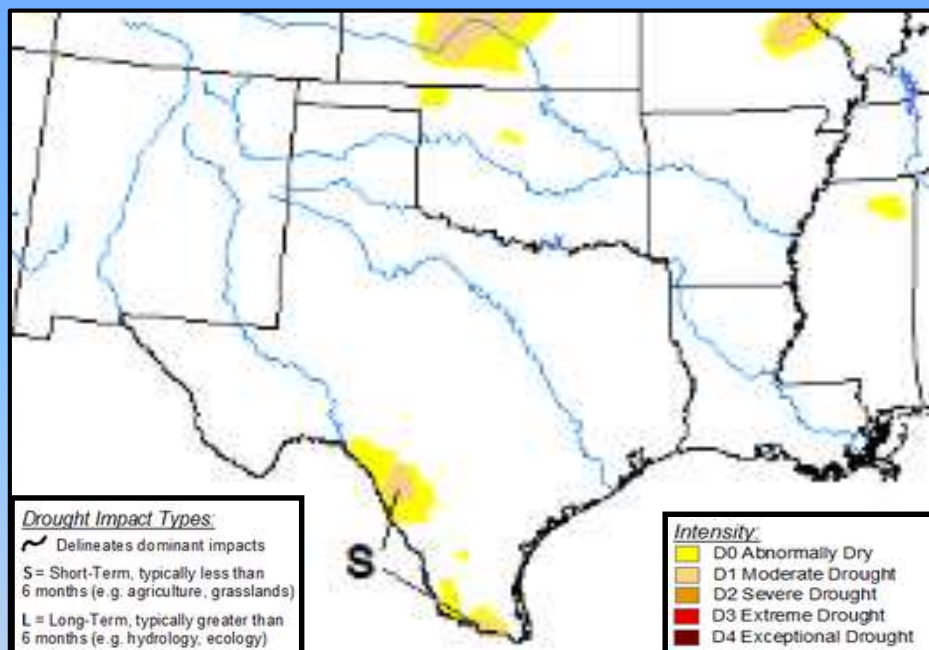 S
Drought Impact Types:
Delineates dominant impacts
S = Short-Term, typically less than
6 months (e.g. agriculture, grasslands)
L = Long-Term, typically greater than
6 months (e.g. hydrology, ecology)
Intensity:
D0 Abnormally Dry
D1 Moderate Drought
D2 Severe Drought
D3 Extreme Drought
D4 Exceptional Drought